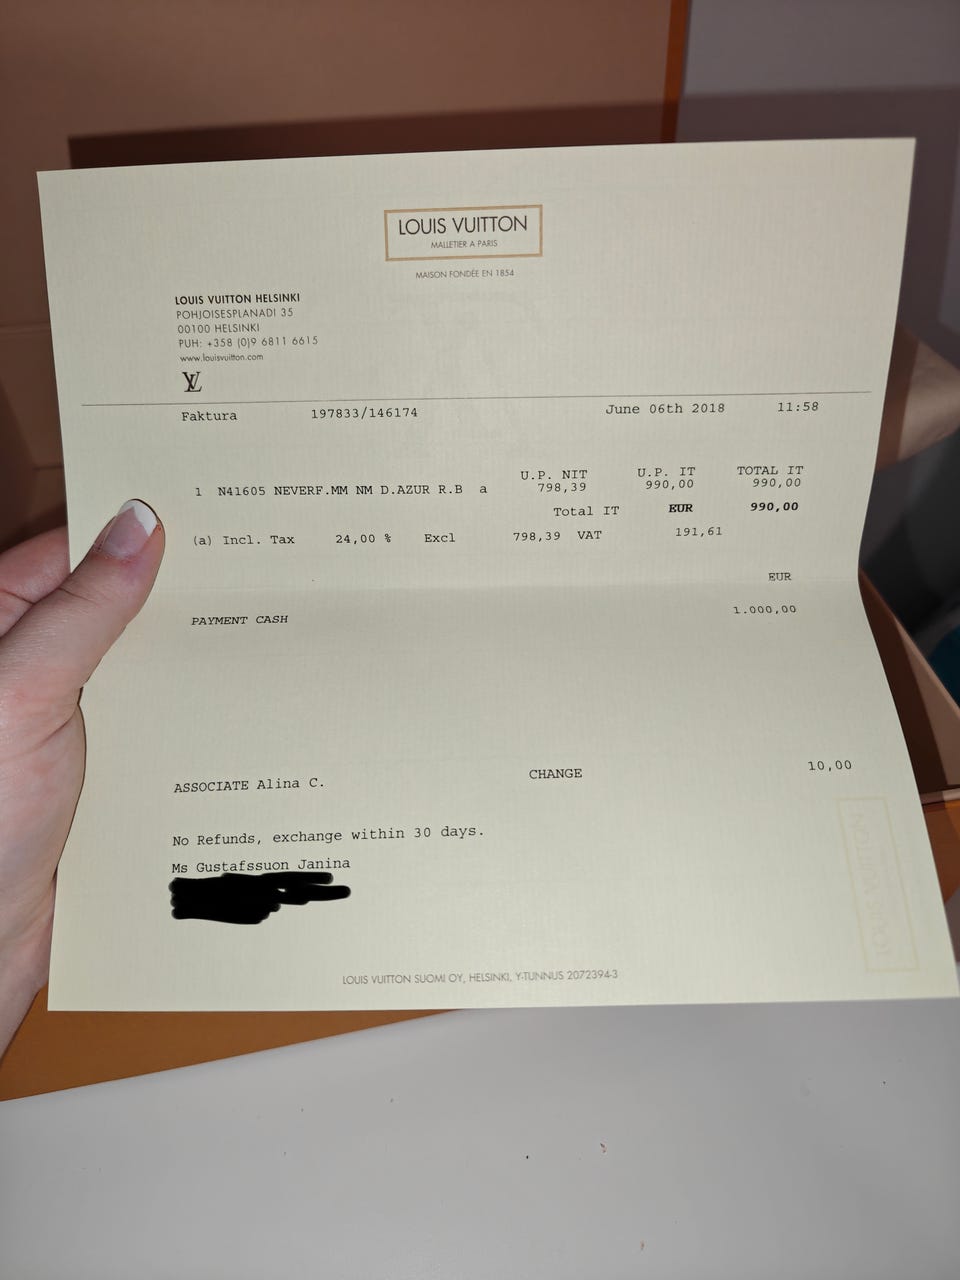 LOUIS VUITTON
MALLETIER A PARIS
MAISON FONDÉE EN 1854
LOUIS VUITTON HELSINKI
POHJOISESPLANADI 35
00100 HELSINKI
PUH: +358 (0)9 6811 6615
www.louisvuitton.com
LV
Faktura 197833/146174 June 06th 2018 11:58
U.P. NIT U.P. IT TOTAL IT
1 N41605 NEVERF.MM NM D.AZUR R.B a 798,39 990,00 990,00
Total IT EUR 990,00
(a) Incl. Tax 24,00 % Excl 798,39 VAT 191,61
EUR
PAYMENT CASH 1.000,00
ASSOCIATE Alina C. CHANGE 10,00
No Refunds, exchange within 30 days.
Ms Gustafssuon Janina
LOUIS VUITTON
LOUIS VUITTON SUOMI OY, HELSINKI, Y-TUNNUS 2072394-3